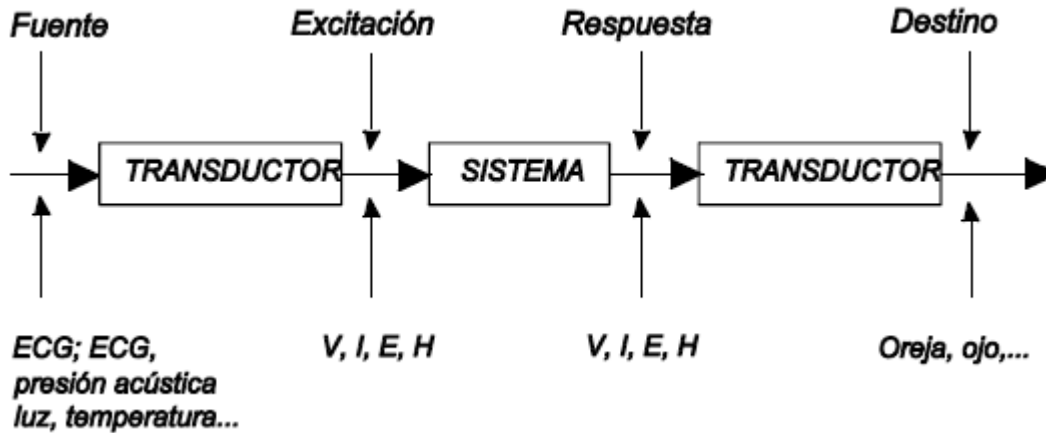 Fuente
Excitación
Respuesta
Destino
TRANSDUCTOR
SISTEMA
TRANSDUCTOR
ECG; ECG,
presión acústica
luz, temperatura...
V, I, E, H
V, I, E, H
Oreja, ojo,...